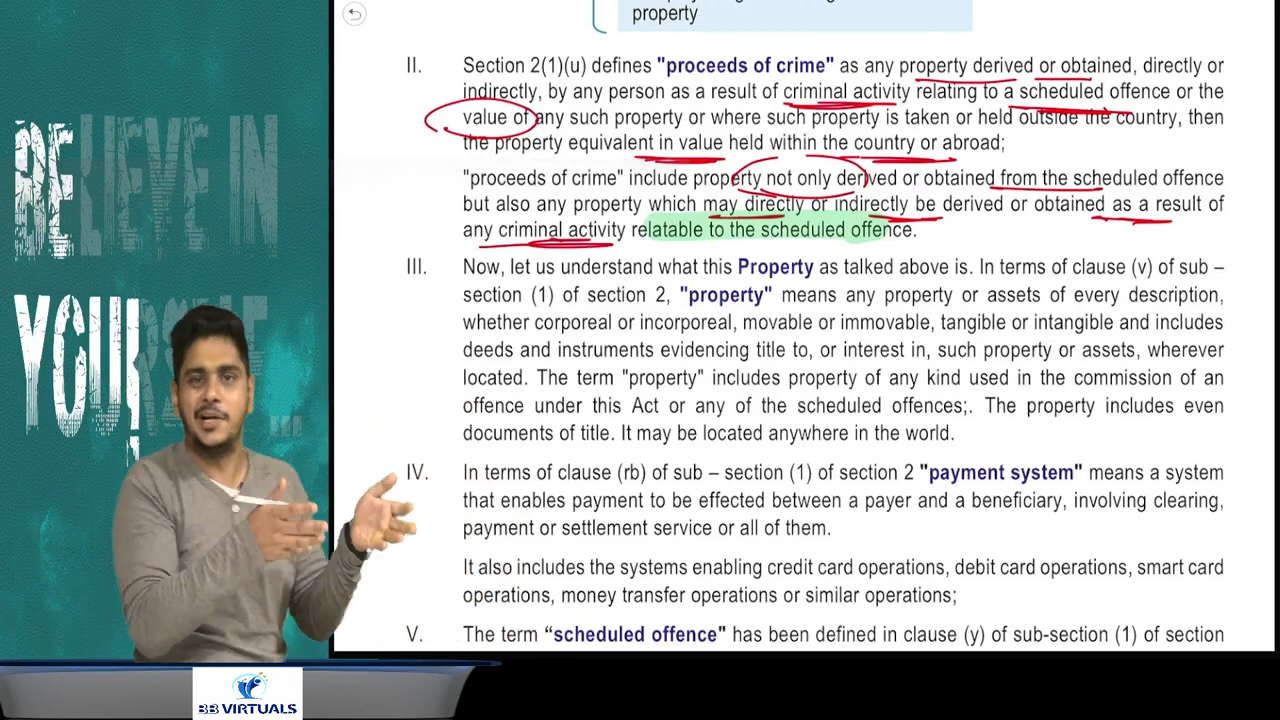 BELIEVE IN
YOURSELF...
property
II. Section 2(1)(u) defines "proceeds of crime" as any property derived or obtained, directly or
indirectly, by any person as a result of criminal activity relating to a scheduled offence or the
value of any such property or where such property is taken or held outside the country, then
the property equivalent in value held within the country or abroad;
"proceeds of crime" include property not only derived or obtained from the scheduled offence
but also any property which may directly or indirectly be derived or obtained as a result of
any criminal activity relatable to the scheduled offence.
III. Now, let us understand what this Property as talked above is. In terms of clause (v) of sub –
section (1) of section 2, "property" means any property or assets of every description,
whether corporeal or incorporeal, movable or immovable, tangible or intangible and includes
deeds and instruments evidencing title to, or interest in, such property or assets, wherever
located. The term "property" includes property of any kind used in the commission of an
offence under this Act or any of the scheduled offences;. The property includes even
documents of title. It may be located anywhere in the world.
IV. In terms of clause (rb) of sub – section (1) of section 2 "payment system" means a system
that enables payment to be effected between a payer and a beneficiary, involving clearing,
payment or settlement service or all of them.
It also includes the systems enabling credit card operations, debit card operations, smart card
operations, money transfer operations or similar operations;
V. The term “scheduled offence” has been defined in clause (y) of sub-section (1) of section
BB VIRTUALS